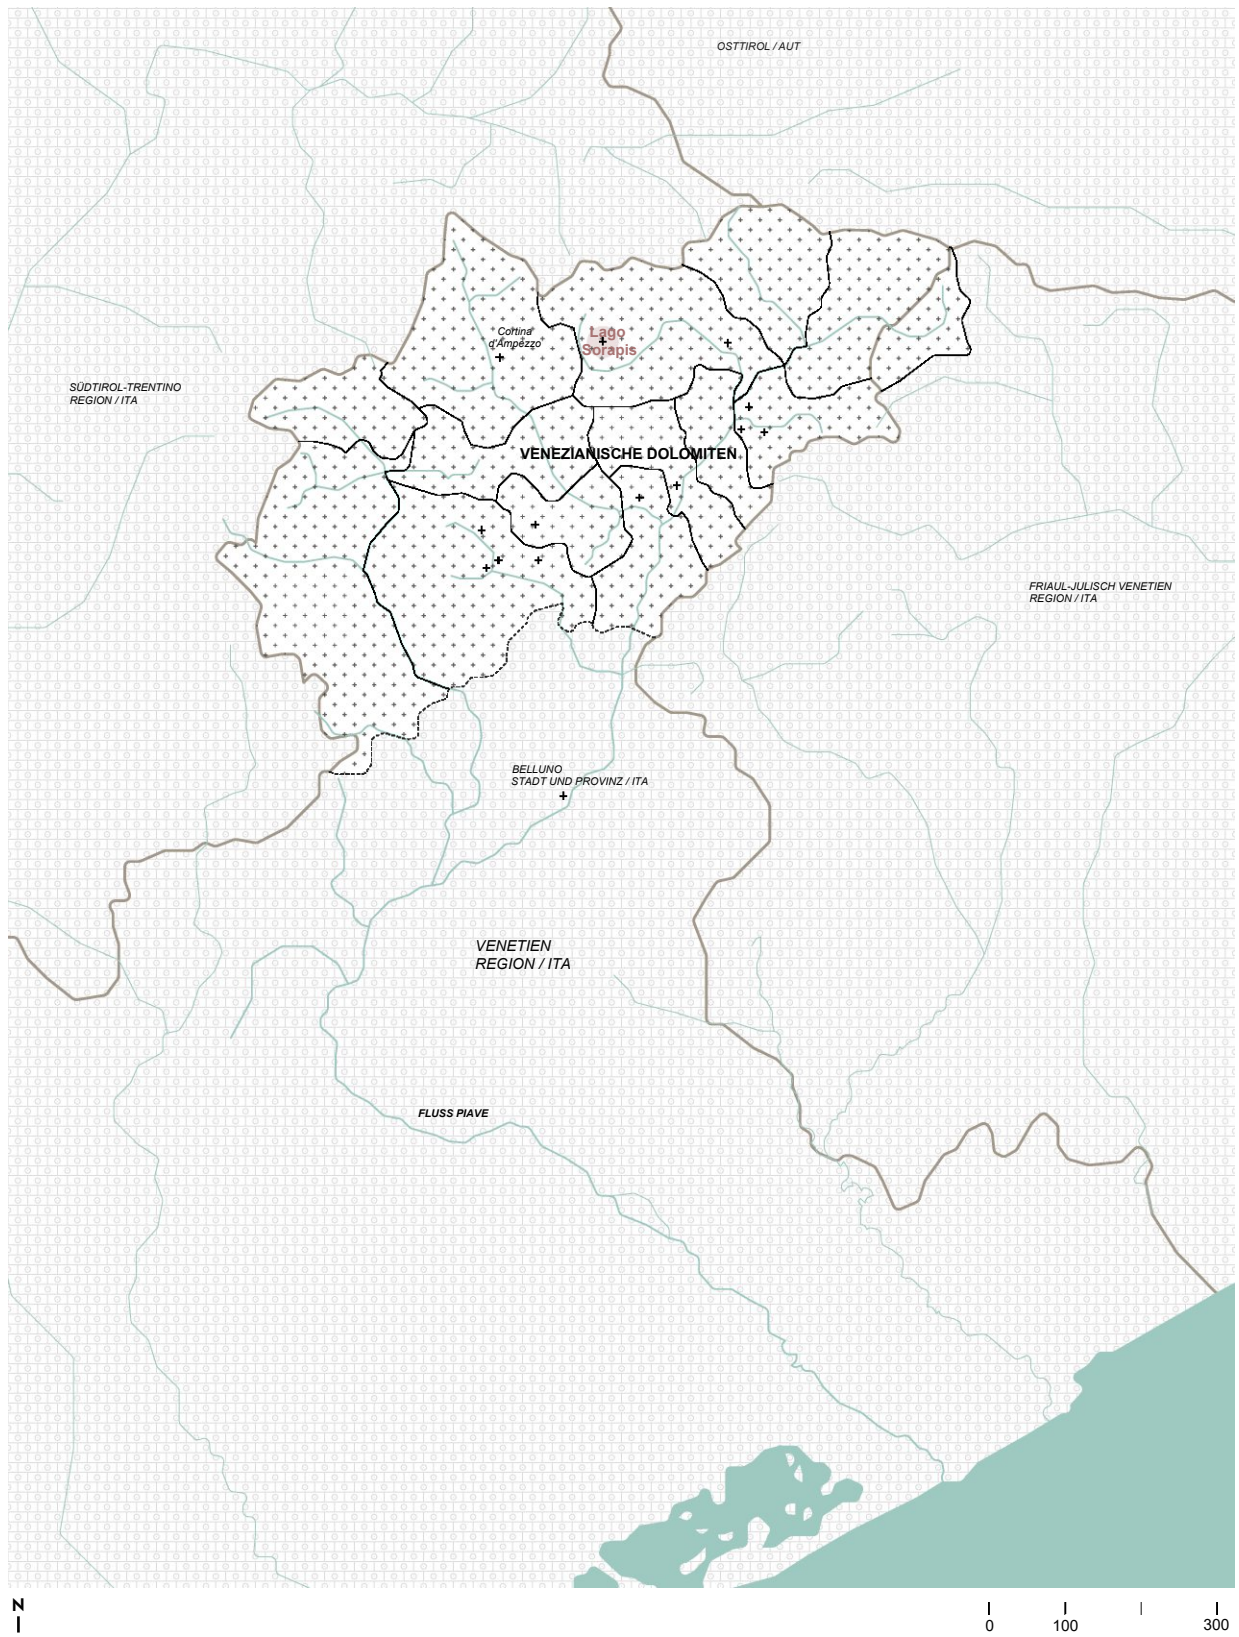 OSTTIROL / AUT
Cortina
d'Ampezzo
Lago
Sorapis
SÜDTIROL-TRENTINO
REGION / ITA
VENEZIANISCHE DOLOMITEN
FRIAUL-JULISCH VENETIEN
REGION / ITA
BELLUNO
STADT UND PROVINZ / ITA
VENETIEN
REGION / ITA
FLUSS PIAVE
N
0 100 300